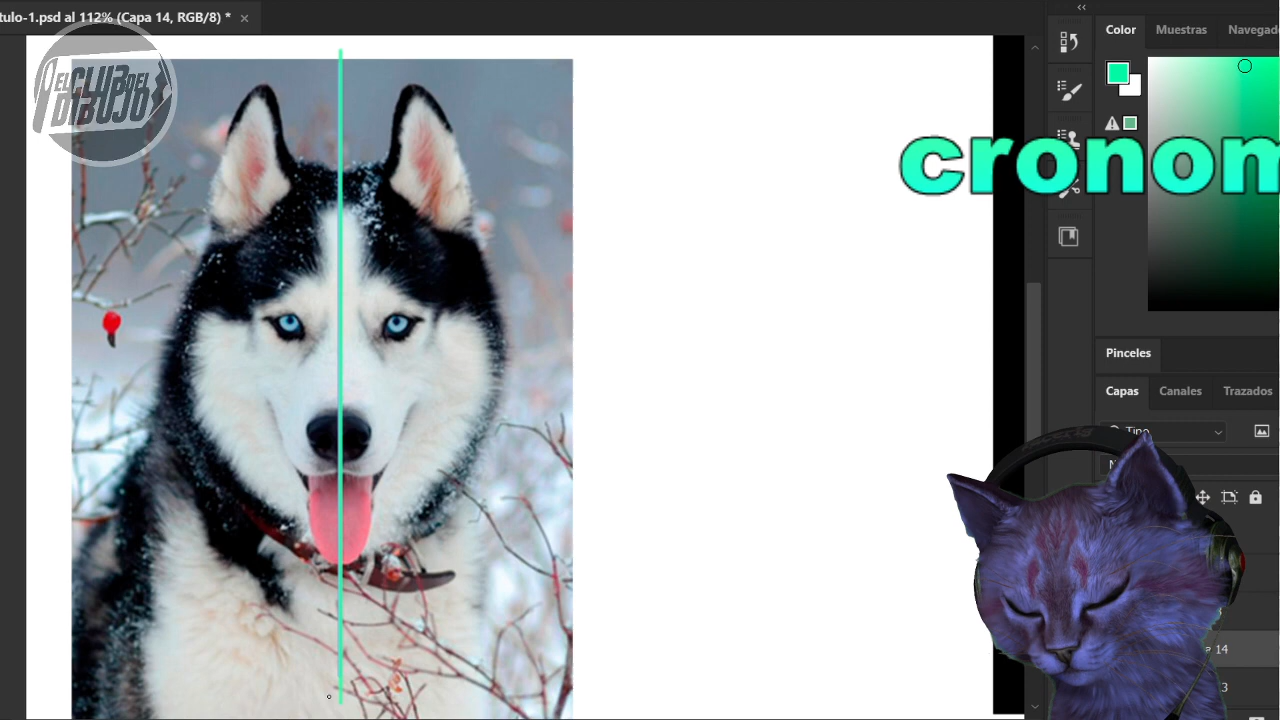 tulo-1.psd al 112% (Capa 14, RGB/8) *
EL CLUB DEL
DIBUJO
Color Muestras Navegad
cronom
Pinceles
Capas Canales Trazados
Tipo
N
14
3